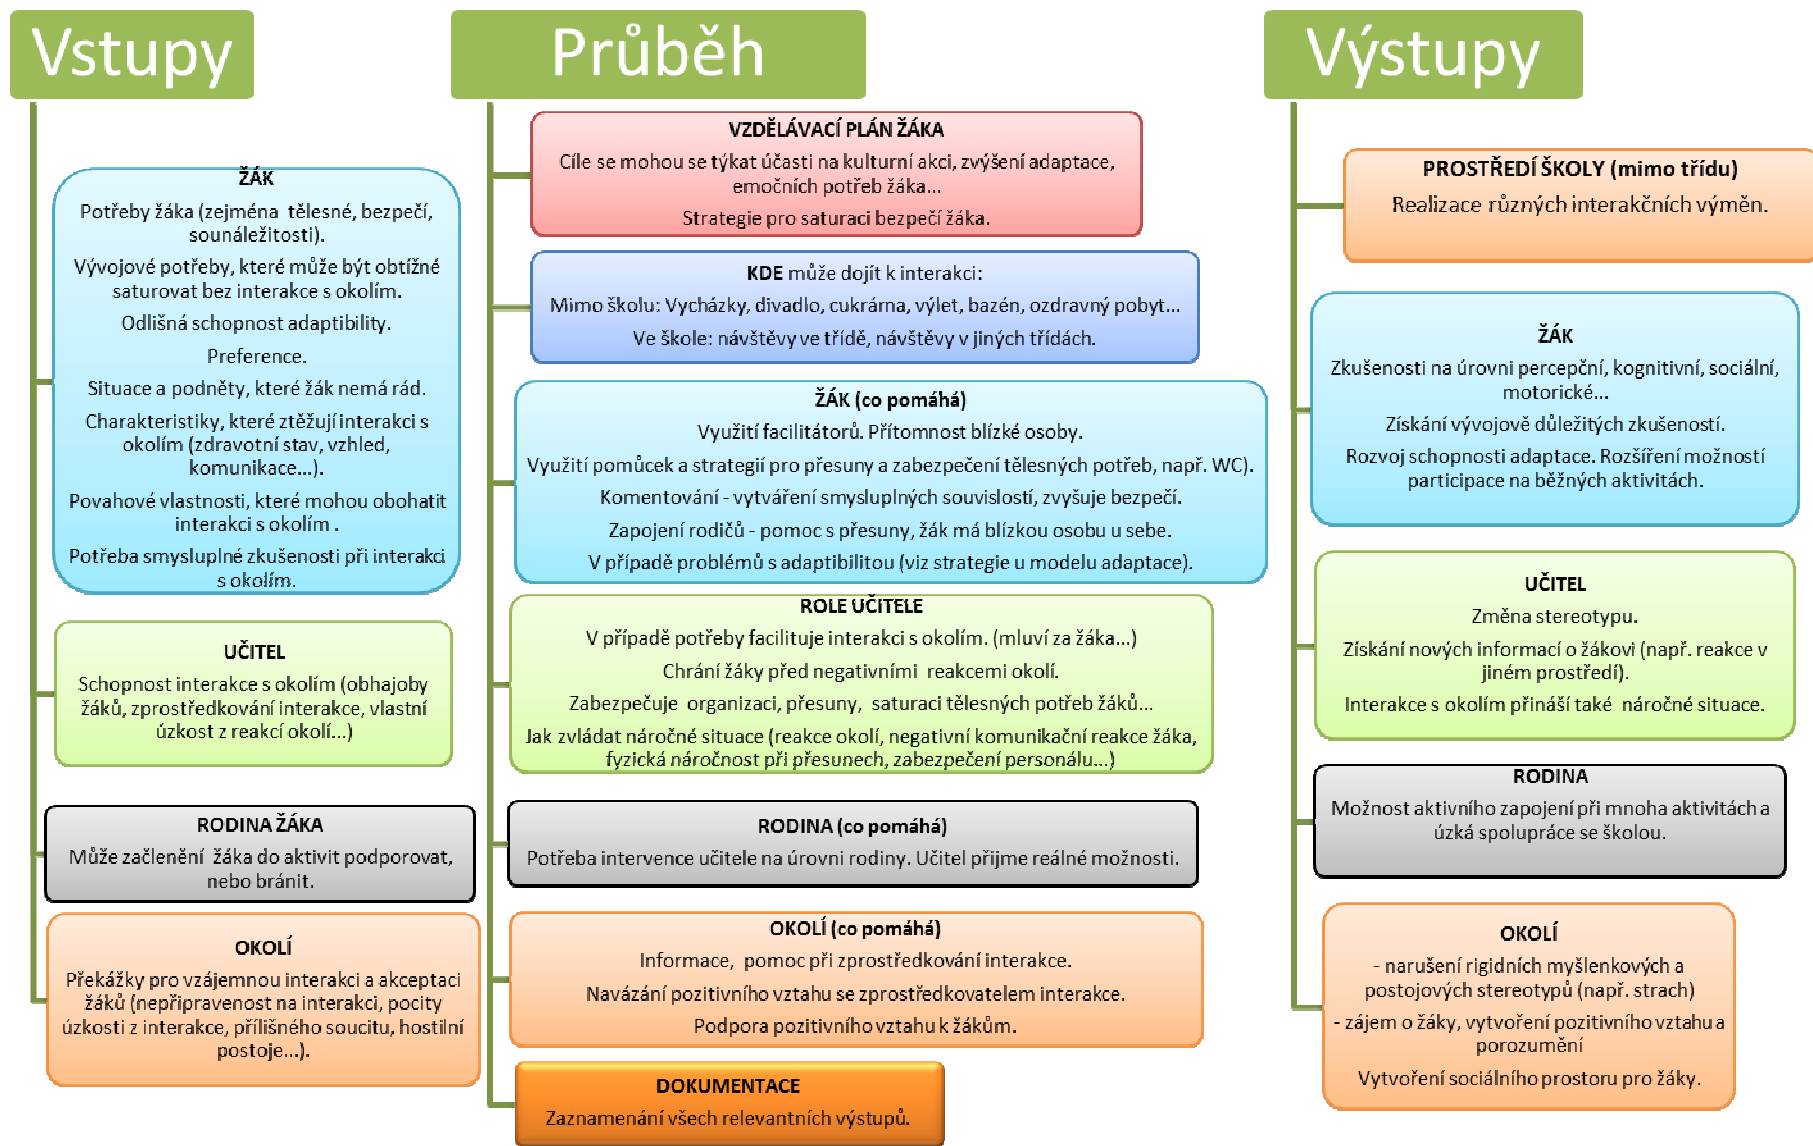 Vstupy
ŽÁK
Potřeby žáka (zejména tělesné, bezpečí,
sounáležitosti).
Vývojové potřeby, které může být obtížné
saturovat bez interakce s okolím.
Odlišná schopnost adaptibility.
Preference.
Situace a podněty, které žák nemá rád.
Charakteristiky, které ztěžují interakci s
okolím (zdravotní stav, vzhled,
komunikace...).
Povahové vlastnosti, které mohou obohatit
interakci s okolím .
Potřeba smysluplné zkušenosti při interakci
s okolím.
UČITEL
Schopnost interakce s okolím (obhajoby
žáků, zprostředkování interakce, vlastní
úzkost z reakcí okolí...)
RODINA ŽÁKA
Může začlenění žáka do aktivit podporovat,
nebo bránit.
OKOLÍ
Překážky pro vzájemnou interakci a akceptaci
žáků (nepřipravenost na interakci, pocity
úzkosti z interakce, přílišného soucitu, hostilní
postoje...).
Průběh
VZDĚLÁVACÍ PLÁN ŽÁKA
Cíle se mohou se týkat účasti na kulturní akci, zvýšení adaptace,
emočních potřeb žáka...
Strategie pro saturaci bezpečí žáka.
KDE může dojít k interakci:
Mimo školu: Vycházky, divadlo, cukrárna, výlet, bazén, ozdravný pobyt...
Ve škole: návštěvy ve třídě, návštěvy v jiných třídách.
ŽÁK (co pomáhá)
Využití facilitátorů. Přítomnost blízké osoby.
Využití pomůcek a strategií pro přesuny a zabezpečení tělesných potřeb, např. WC).
Komentování - vytváření smysluplných souvislostí, zvyšuje bezpečí.
Zapojení rodičů - pomoc s přesuny, žák má blízkou osobu u sebe.
V případě problémů s adaptibilitou (viz strategie u modelu adaptace).
ROLE UČITELE
V případě potřeby facilituje interakci s okolím. (mluví za žáka...)
Chrání žáky před negativními reakcemi okolí.
Zabezpečuje organizaci, přesuny, saturaci tělesných potřeb žáků...
Jak zvládat náročné situace (reakce okolí, negativní komunikační reakce žáka,
fyzická náročnost při přesunech, zabezpečení personálu...)
RODINA (co pomáhá)
Potřeba intervence učitele na úrovni rodiny. Učitel přijme reálné možnosti.
OKOLÍ (co pomáhá)
Informace, pomoc při zprostředkování interakce.
Navázání pozitivního vztahu se zprostředkovatelem interakce.
Podpora pozitivního vztahu k žákům.
DOKUMENTACE
Zaznamenání všech relevantních výstupů.
Výstupy
PROSTŘEDÍ ŠKOLY (mimo třídu)
Realizace různých interakčních výměn.
ŽÁK
Zkušenosti na úrovni percepční, kognitivní, sociální,
motorické...
Získání vývojově důležitých zkušeností.
Rozvoj schopnosti adaptace. Rozšíření možností
participace na běžných aktivitách.
UČITEL
Změna stereotypu.
Získání nových informací o žákovi (např. reakce v
jiném prostředí).
Interakce s okolím přináší také náročné situace.
RODINA
Možnost aktivního zapojení při mnoha aktivitách a
úzká spolupráce se školou.
OKOLÍ
- narušení rigidních myšlenkových a
postojových stereotypů (např. strach)
- zájem o žáky, vytvoření pozitivního vztahu a
porozumění
Vytvoření sociálního prostoru pro žáky.